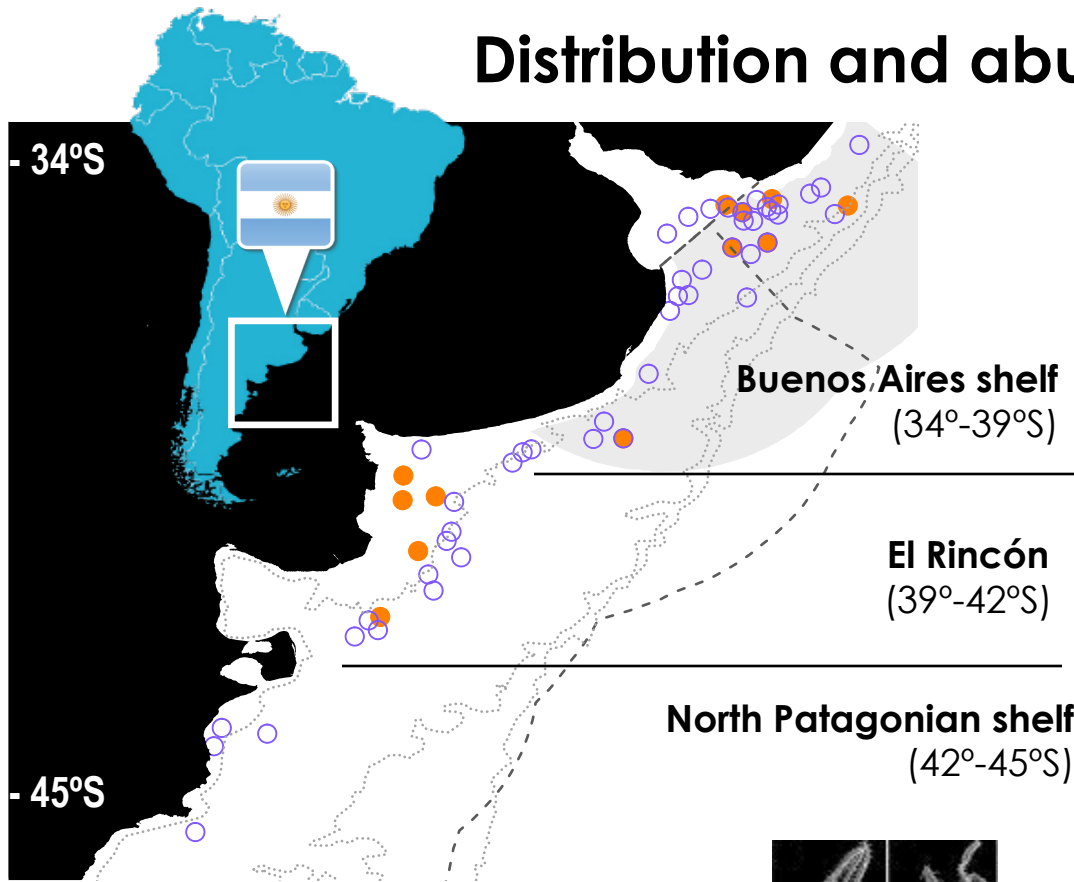 Distribution and abu
- 34ºS
Buenos Aires shelf
(34º-39ºS)
El Rincón
(39º-42ºS)
North Patagonian shelf
(42º-45ºS)
- 45ºS